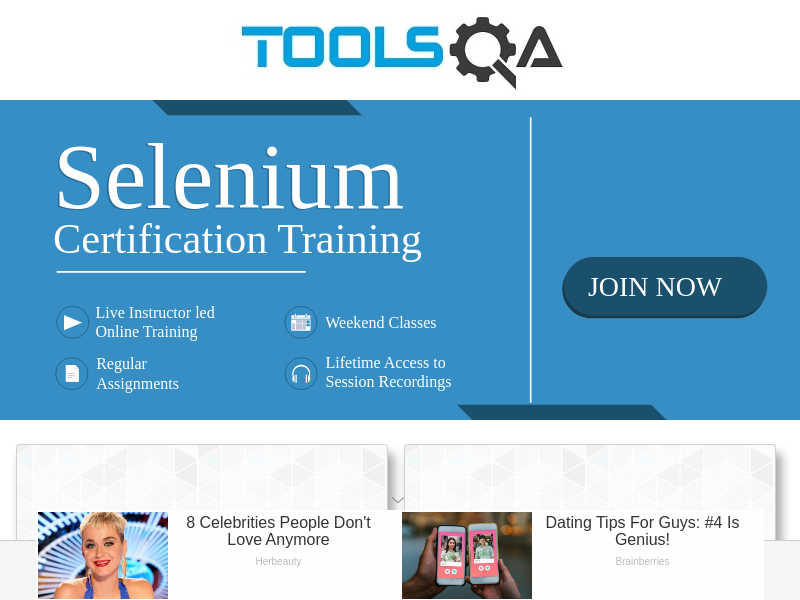 TOOLSQA
Selenium
Certification Training
JOIN NOW
Live Instructor led
Online Training
Weekend Classes
Regular
Assignments
Lifetime Access to
Session Recordings
8 Celebrities People Don't
Love Anymore
Herbeauty
Dating Tips For Guys: #4 Is
Genius!
Brainberries